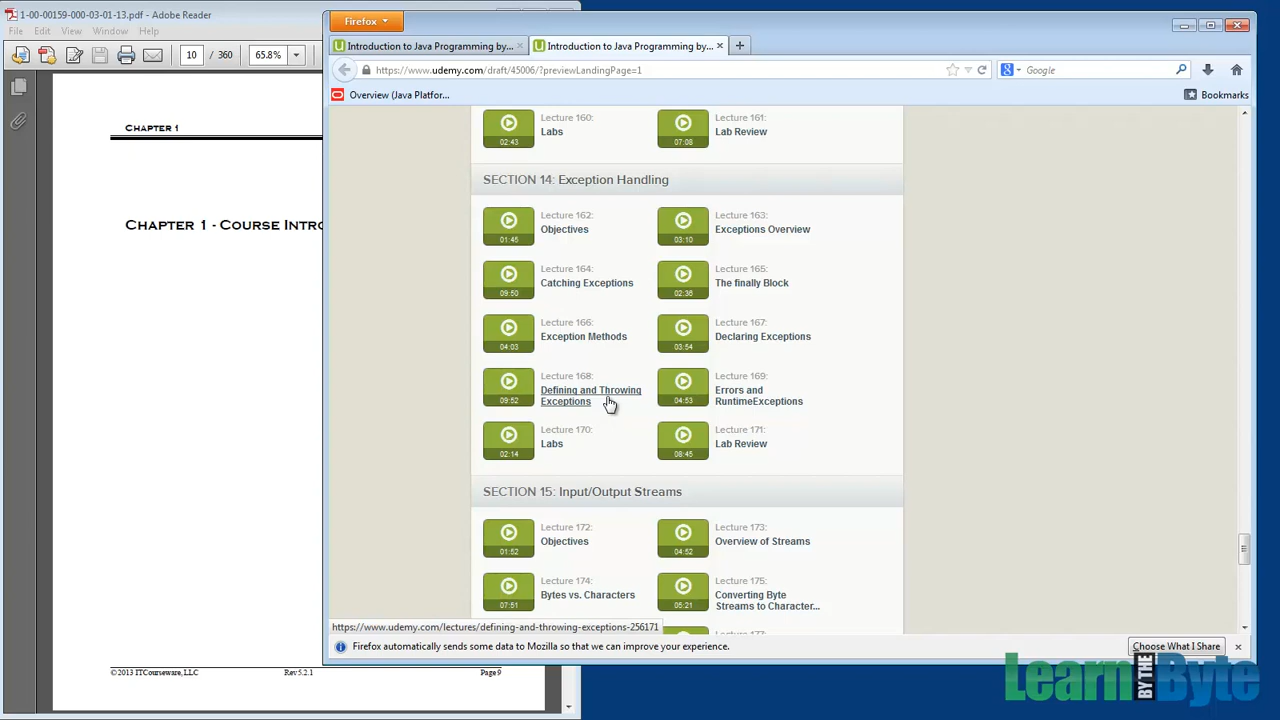 1-00-00159-000-03-01-13.pdf - Adobe Reader
File Edit View Window Help
10 / 360 65.8%
CHAPTER 1
CHAPTER 1 - COURSE INTRO
© 2013 ITCourseware, LLC Rev 5.2.1 Page 9
Firefox
Introduction to Java Programming by... Introduction to Java Programming by...
https://www.udemy.com/draft/45006/?previewLandingPage=1
Google
Overview (Java Platfor...
Bookmarks
Lecture 160:
Labs
02:43
Lecture 161:
Lab Review
07:08
SECTION 14: Exception Handling
Lecture 162:
Objectives
01:45
Lecture 163:
Exceptions Overview
03:10
Lecture 164:
Catching Exceptions
09:50
Lecture 165:
The finally Block
02:36
Lecture 166:
Exception Methods
04:03
Lecture 167:
Declaring Exceptions
03:54
Lecture 168:
Defining and Throwing
Exceptions
09:52
Lecture 169:
Errors and
RuntimeExceptions
04:53
Lecture 170:
Labs
02:14
Lecture 171:
Lab Review
08:45
SECTION 15: Input/Output Streams
Lecture 172:
Objectives
01:52
Lecture 173:
Overview of Streams
04:52
Lecture 174:
Bytes vs. Characters
07:51
Lecture 175:
Converting Byte
Streams to Character...
05:21
https://www.udemy.com/lectures/defining-and-throwing-exceptions-256171
Firefox automatically sends some data to Mozilla so that we can improve your experience.
Choose What I Share
Learn BY THE Byte